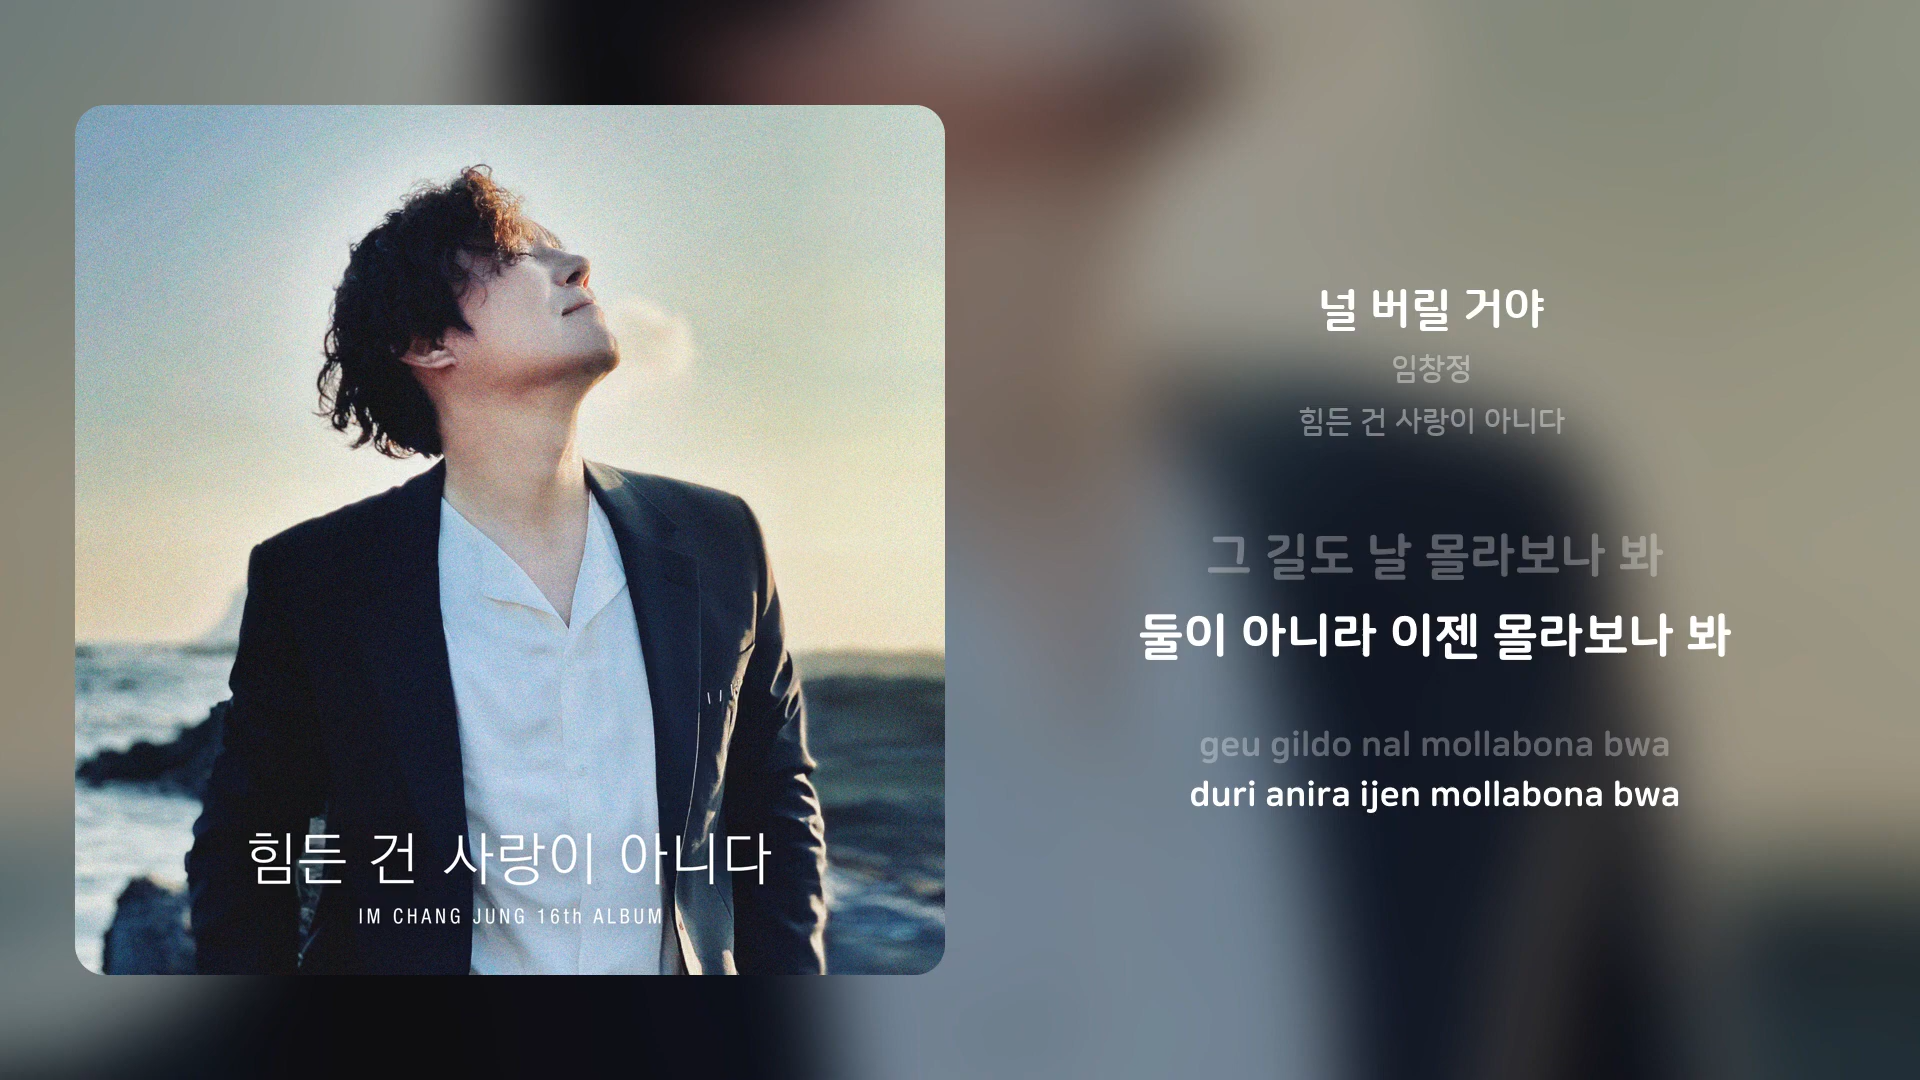 힘든 건 사랑이 아니다
IM CHANG JUNG 16th ALBUM
널 버릴 거야
임창정
힘든 건 사랑이 아니다
그 길도 날 몰라보나 봐
둘이 아니라 이젠 몰라보나 봐
geu gildo nal mollabona bwa
duri anira ijen mollabona bwa